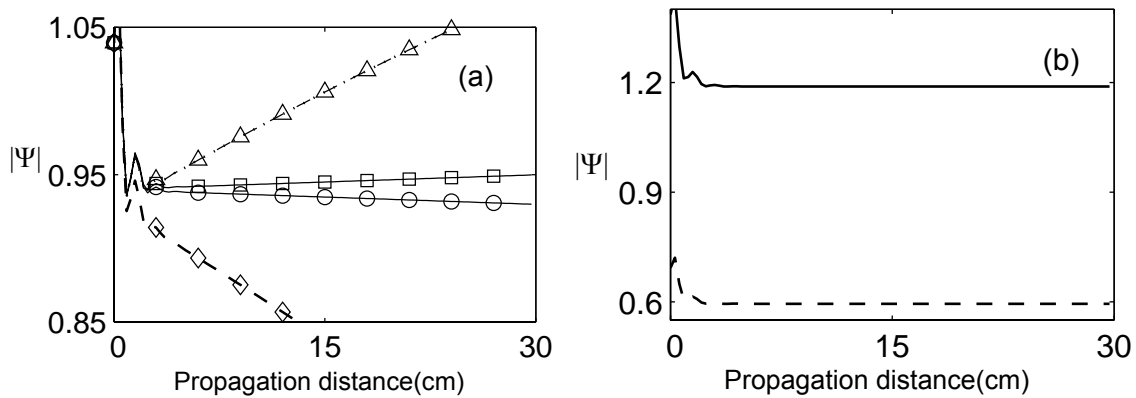 1.05
(a)
|Ψ|
0.95
0.85
0
15
30
Propagation distance(cm)
(b)
1.2
|Ψ|
0.9
0.6
0
15
30
Propagation distance(cm)